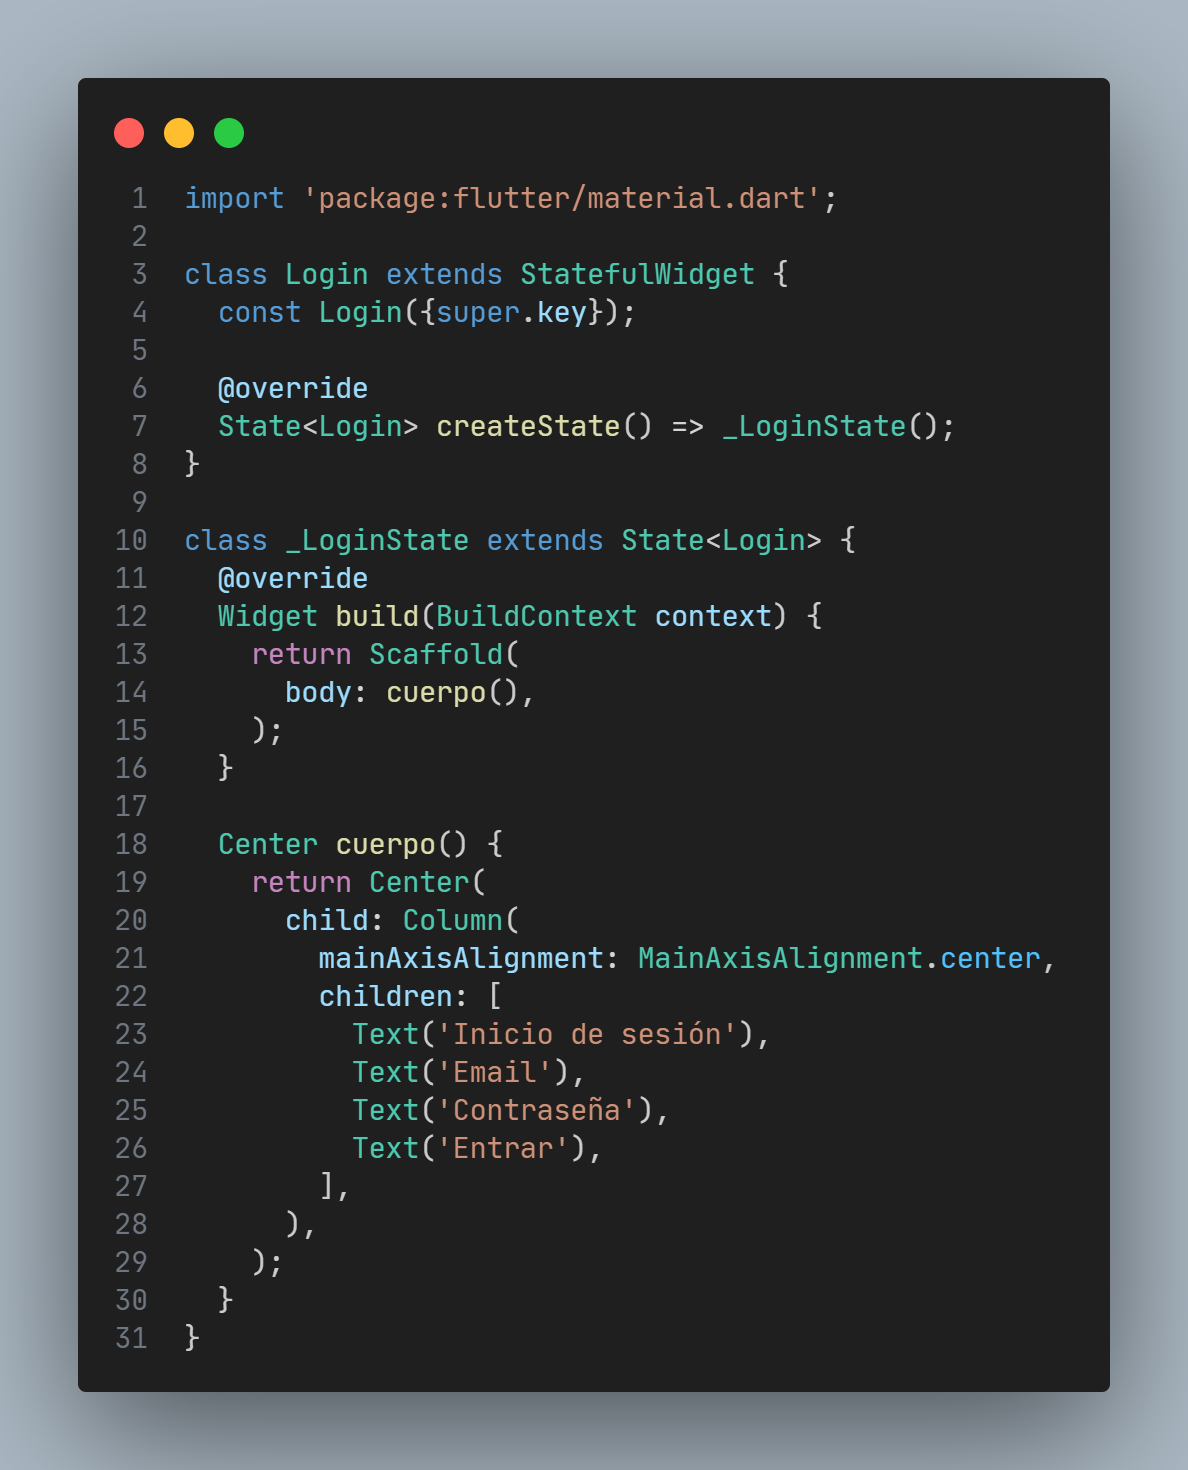 1 import 'package:flutter/material.dart';
2
3 class Login extends StatefulWidget {
4   const Login({super.key});
5
6   @override
7   State<Login> createState() => _LoginState();
8 }
9
10 class _LoginState extends State<Login> {
11   @override
12   Widget build(BuildContext context) {
13     return Scaffold(
14       body: cuerpo(),
15     );
16   }
17
18   Center cuerpo() {
19     return Center(
20       child: Column(
21         mainAxisAlignment: MainAxisAlignment.center,
22         children: [
23           Text('Inicio de sesión'),
24           Text('Email'),
25           Text('Contraseña'),
26           Text('Entrar'),
27         ],
28       ),
29     );
30   }
31 }